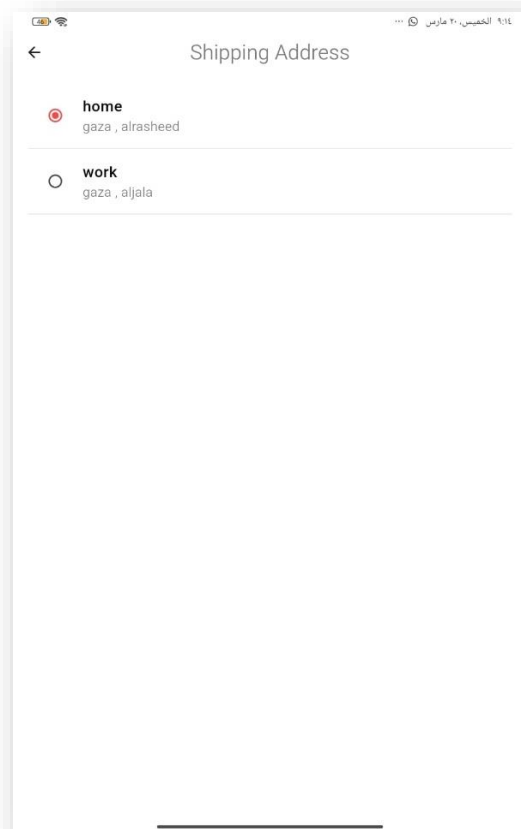 ٩:١٤ الخميس، ٢٠ مارس
Shipping Address
home
gaza , alrasheed
work
gaza , aljala